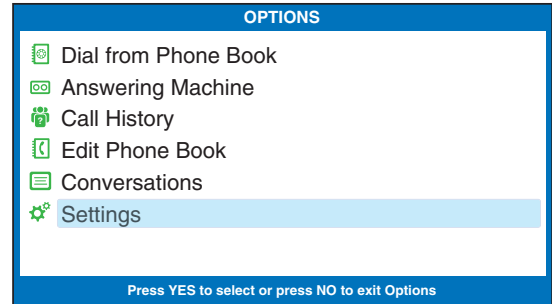 OPTIONS
Dial from Phone Book
Answering Machine
Call History
Edit Phone Book
Conversations
Settings
Press YES to select or press NO to exit Options